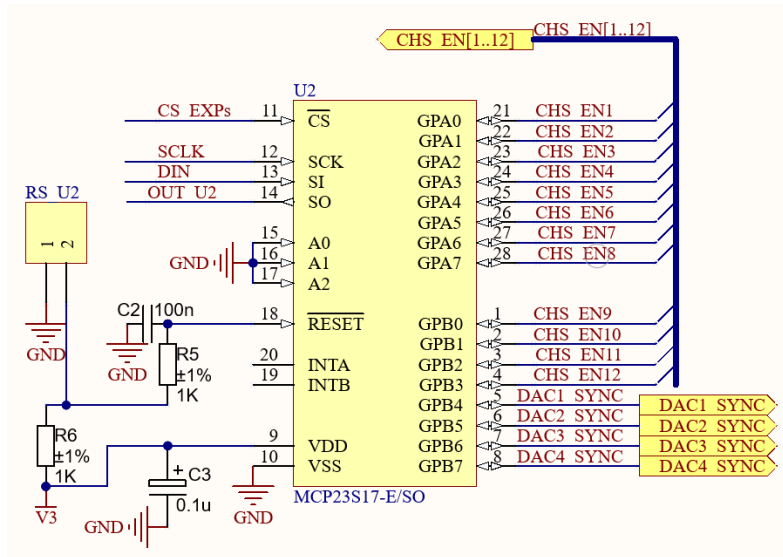 CHS_EN[1..12] CHS_EN[1..12]
U2
CS_EXPs 11 CS GPA0 21 CHS_EN1
GPA1 22 CHS_EN2
SCLK 12 SCK GPA2 23 CHS_EN3
DIN 13 SI GPA3 24 CHS_EN4
OUT_U2 14 SO GPA4 25 CHS_EN5
GPA5 26 CHS_EN6
15 A0 GPA6 27 CHS_EN7
GND 16 A1 GPA7 28 CHS_EN8
17 A2
RS_U2
1 2
GND
C2 100n
GND
18 RESET GPB0 1 CHS_EN9
GPB1 2 CHS_EN10
R5
±1%
1K
20 INTA GPB2 3 CHS_EN11
19 INTB GPB3 4 CHS_EN12
GPB4 5 DAC1_SYNC DAC1_SYNC
GPB5 6 DAC2_SYNC DAC2_SYNC
R6
±1%
1K
9 VDD GPB6 7 DAC3_SYNC DAC3_SYNC
10 VSS GPB7 8 DAC4_SYNC DAC4_SYNC
C3
0.1u
V3
GND
GND
MCP23S17-E/SO